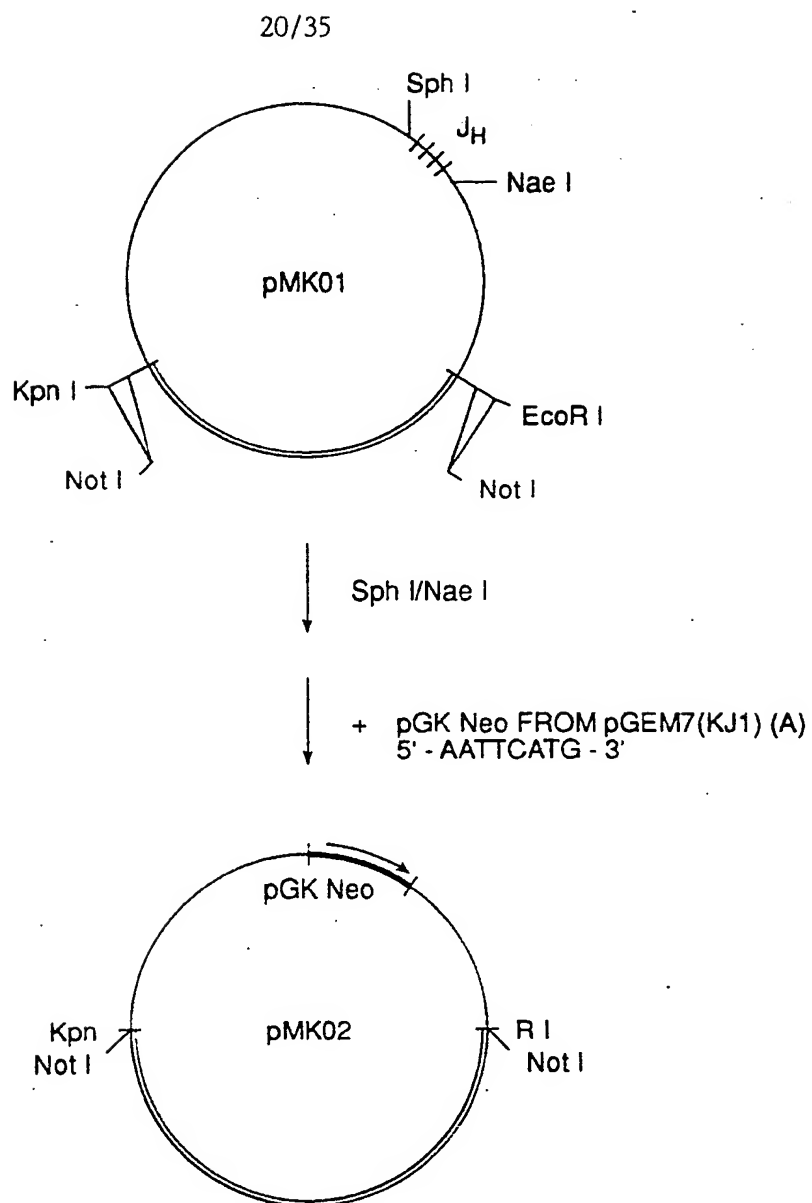 20/35
Sph I
JH
Nae I
pMK01
Kpn I
EcoR I
Not I
Not I
Sph I/Nae I
+ pGK Neo FROM pGEM7(KJ1) (A)
5' - AATTCATG - 3'
pGK Neo
Kpn
pMK02
R I
Not I
Not I